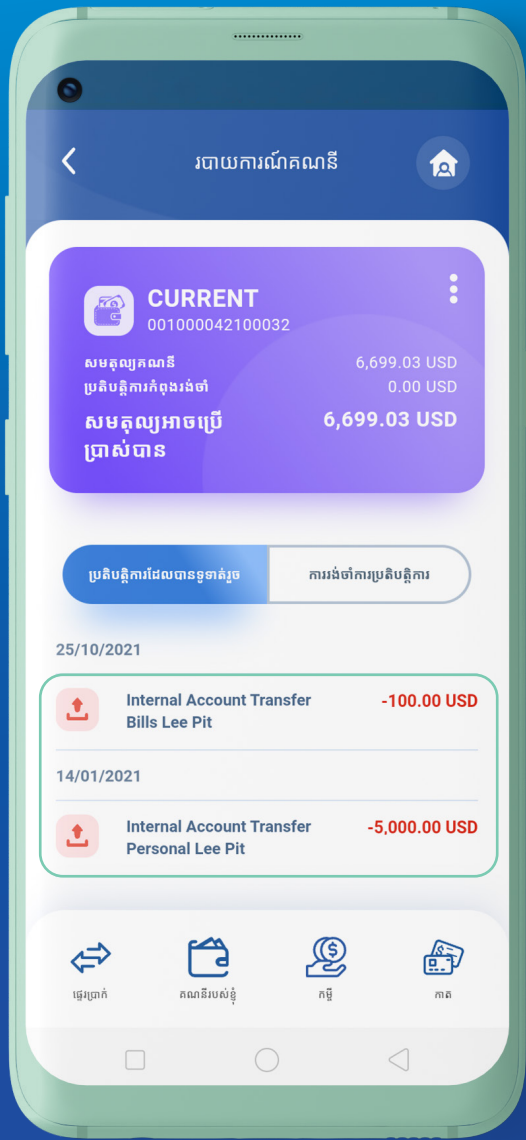 របាយការណ៍គណនី
CURRENT
001000042100032
សមតុល្យគណនី 6,699.03 USD
ប្រតិបត្តិការកំពុងរង់ចាំ 0.00 USD
សមតុល្យអាចប្រើ 6,699.03 USD
ប្រាស់បាន
ប្រតិបត្តិការដែលបានទូទាត់រួច ការរង់ចាំការប្រតិបត្តិការ
25/10/2021
Internal Account Transfer -100.00 USD
Bills Lee Pit
14/01/2021
Internal Account Transfer -5,000.00 USD
Personal Lee Pit
ផ្ទេរប្រាក់ គណនីរបស់ខ្ញុំ កម្ចី កាត